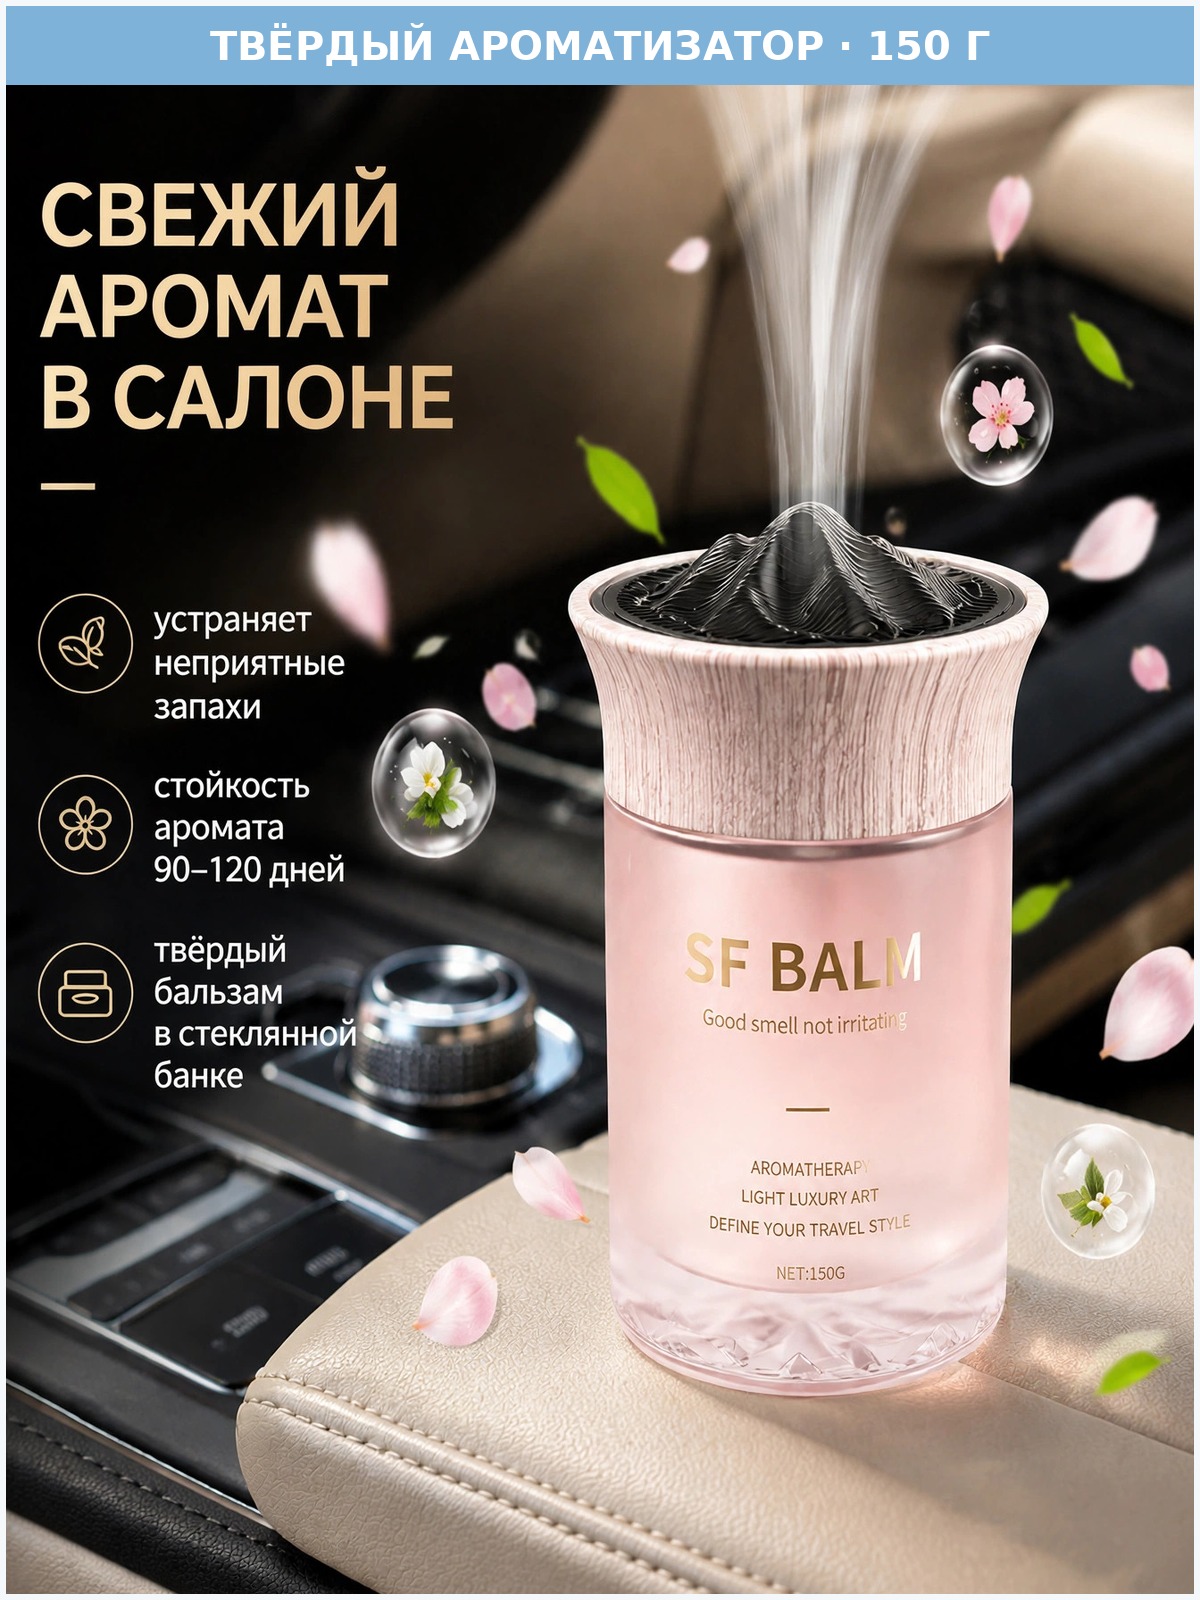 ТВЁРДЫЙ АРОМАТИЗАТОР · 150 Г
СВЕЖИЙ
АРОМАТ
В САЛОНЕ
устраняет
неприятные
запахи
стойкость
аромата
90–120 дней
твёрдый
бальзам
в стеклянной
банке
SF BALM
Good smell not irritating
AROMATHERAPY
LIGHT LUXURY ART
DEFINE YOUR TRAVEL STYLE
NET:150G